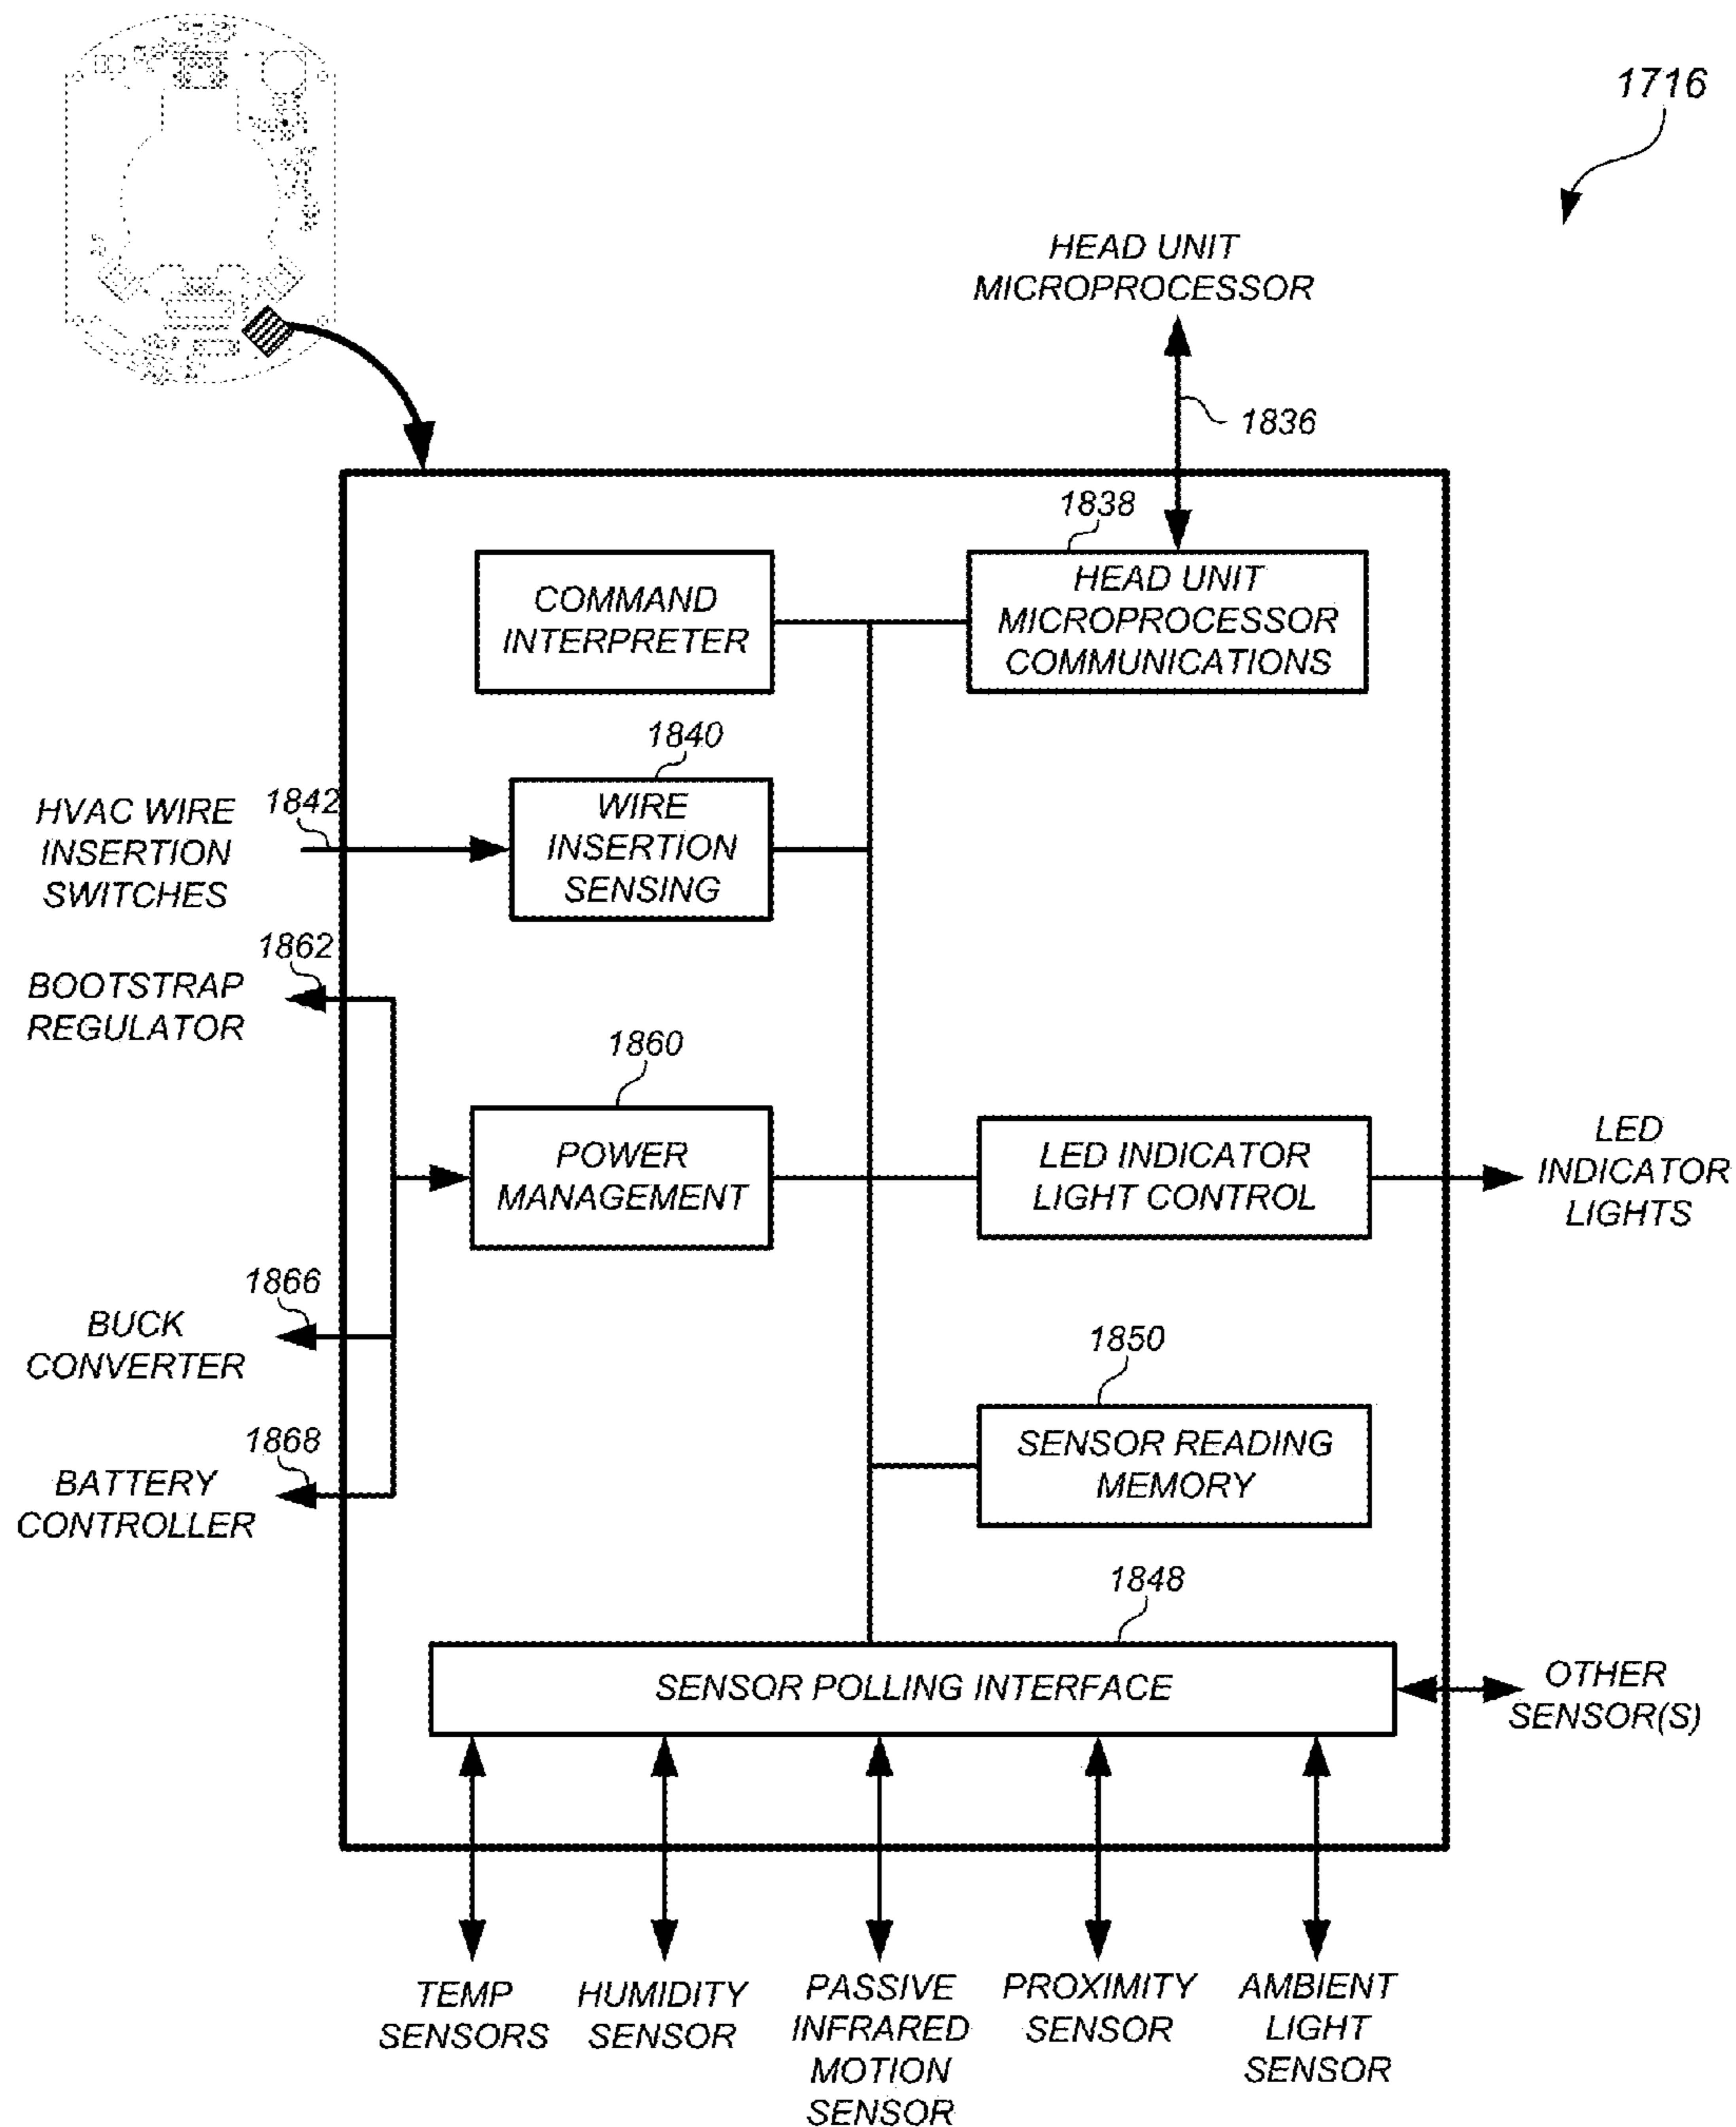 1716
HEAD UNIT
MICROPROCESSOR
1836
1838
COMMAND
INTERPRETER
HEAD UNIT
MICROPROCESSOR
COMMUNICATIONS
1840
HVAC WIRE
INSERTION
SWITCHES
1842
WIRE
INSERTION
SENSING
1862
BOOTSTRAP
REGULATOR
1860
POWER
MANAGEMENT
LED INDICATOR
LIGHT CONTROL
LED
INDICATOR
LIGHTS
1866
BUCK
CONVERTER
1850
SENSOR READING
MEMORY
1868
BATTERY
CONTROLLER
1848
SENSOR POLLING INTERFACE
OTHER
SENSOR(S)
TEMP
SENSORS
HUMIDITY
SENSOR
PASSIVE
INFRARED
MOTION
SENSOR
PROXIMITY
SENSOR
AMBIENT
LIGHT
SENSOR